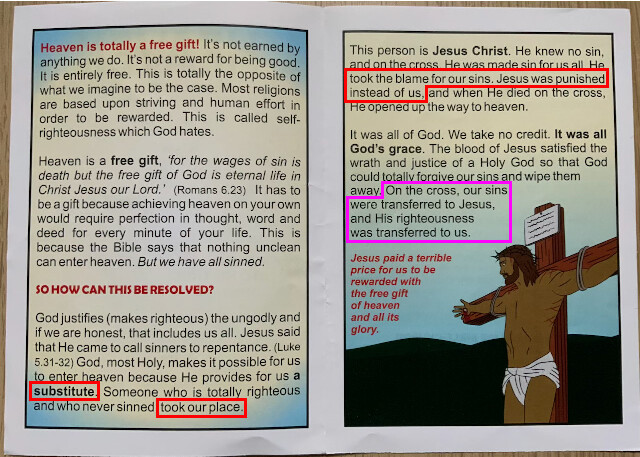 Heaven is totally a free gift! It's not earned by
anything we do. It's not a reward for being good.
It is entirely free. This is totally the opposite of
what we imagine to be the case. Most religions
are based upon striving and human effort in
order to be rewarded. This is called self-
righteousness which God hates.
Heaven is a free gift, 'for the wages of sin is
death but the free gift of God is eternal life in
Christ Jesus our Lord.' (Romans 6.23) It has to
be a gift because achieving heaven on your own
would require perfection in thought, word and
deed for every minute of your life. This is
because the Bible says that nothing unclean
can enter heaven. But we have all sinned.
SO HOW CAN THIS BE RESOLVED?
God justifies (makes righteous) the ungodly and
if we are honest, that includes us all. Jesus said
that He came to call sinners to repentance. (Luke
5.31-32) God, most Holy, makes it possible for us
to enter heaven because He provides for us a
substitute. Someone who is totally righteous
and who never sinned took our place.
This person is Jesus Christ. He knew no sin,
and on the cross, He was made sin for us all. He
took the blame for our sins. Jesus was punished
instead of us, and when He died on the cross,
He opened up the way to heaven.
It was all of God. We take no credit. It was all
God's grace. The blood of Jesus satisfied the
wrath and justice of a Holy God so that God
could totally forgive our sins and wipe them
away. On the cross, our sins
were transferred to Jesus,
and His righteousness
was transferred to us.
Jesus paid a terrible
price for us to be
rewarded with
the free gift
of heaven
and all its
glory.